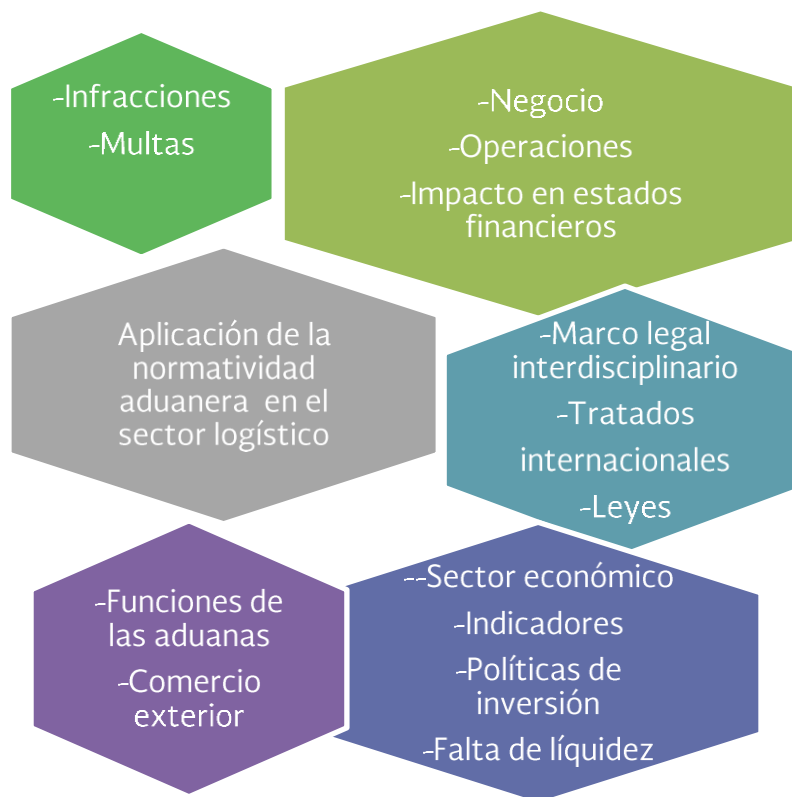 -Infracciones
-Multas
-Negocio
-Operaciones
-Impacto en estados
financieros
Aplicación de la
normatividad
aduanera  en el
sector logístico
-Marco legal
interdisciplinario
-Tratados
internacionales
-Leyes
-Funciones de
las aduanas
-Comercio
exterior
--Sector económico
-Indicadores
-Políticas de
inversión
-Falta de líquidez